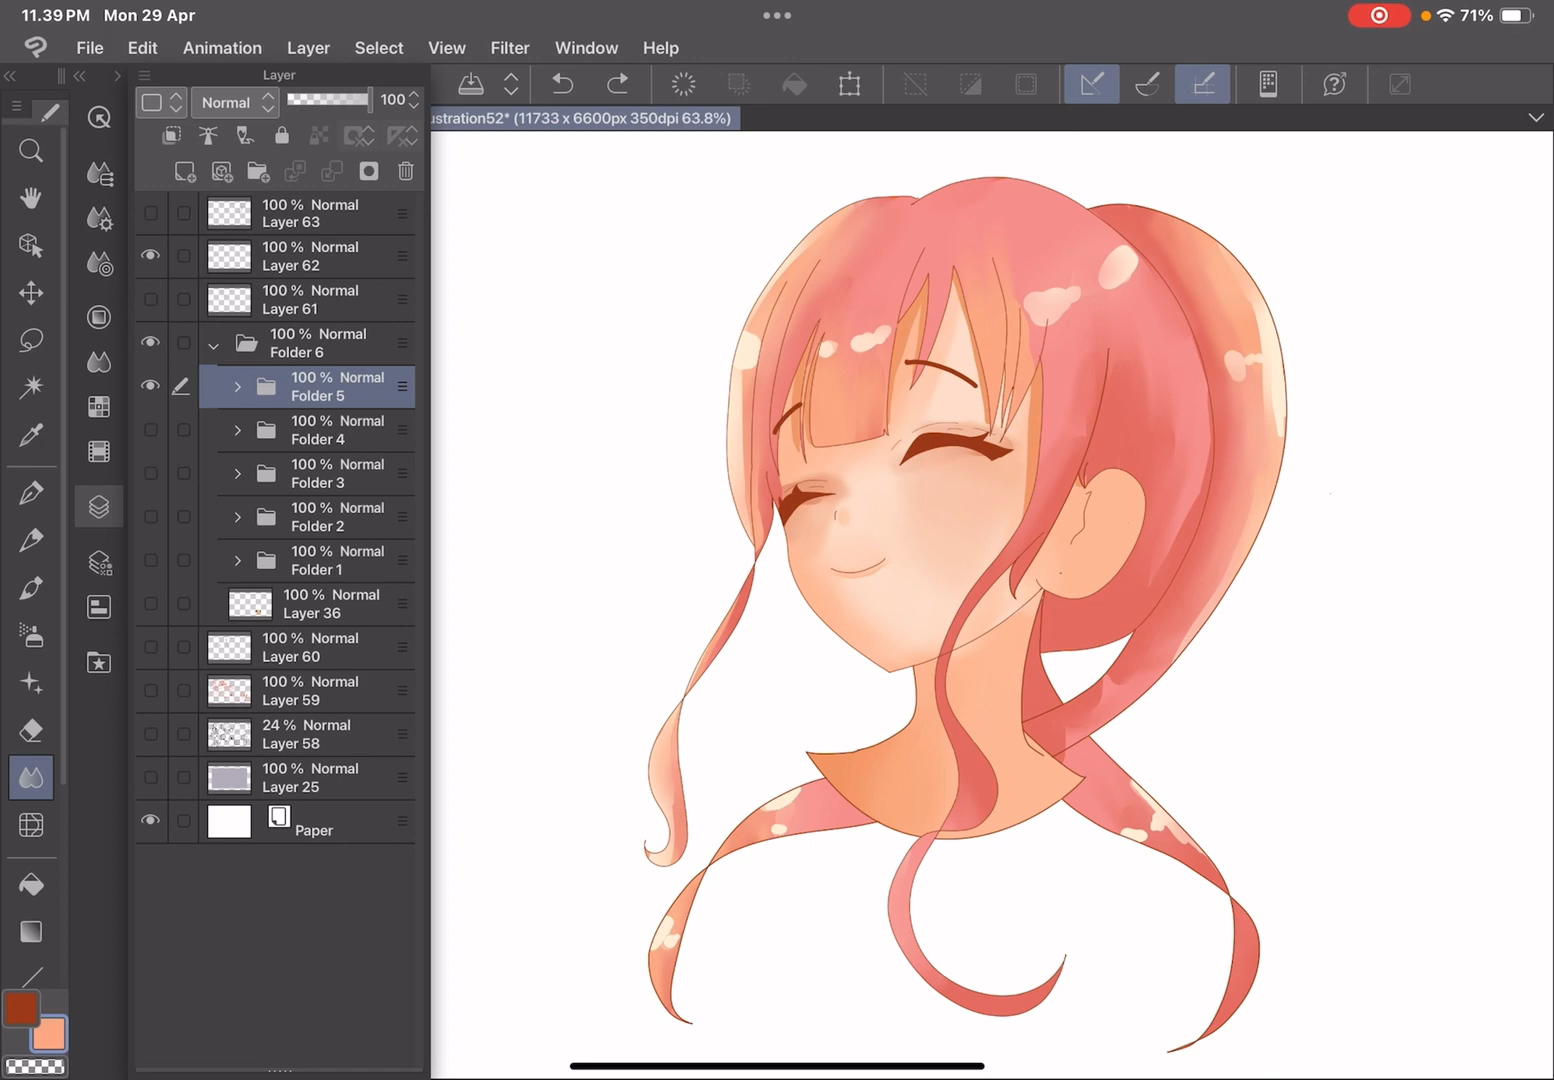 11.39 PM Mon 29 Apr
71%
File Edit Animation Layer Select View Filter Window Help
Layer
Normal 100
ustration52* (11733 x 6600px 350dpi 63.8%)
100 % Normal
Layer 63
100 % Normal
Layer 62
100 % Normal
Layer 61
100 % Normal
Folder 6
100 % Normal
Folder 5
100 % Normal
Folder 4
100 % Normal
Folder 3
100 % Normal
Folder 2
100 % Normal
Folder 1
100 % Normal
Layer 36
100 % Normal
Layer 60
100 % Normal
Layer 59
24 % Normal
Layer 58
100 % Normal
Layer 25
Paper